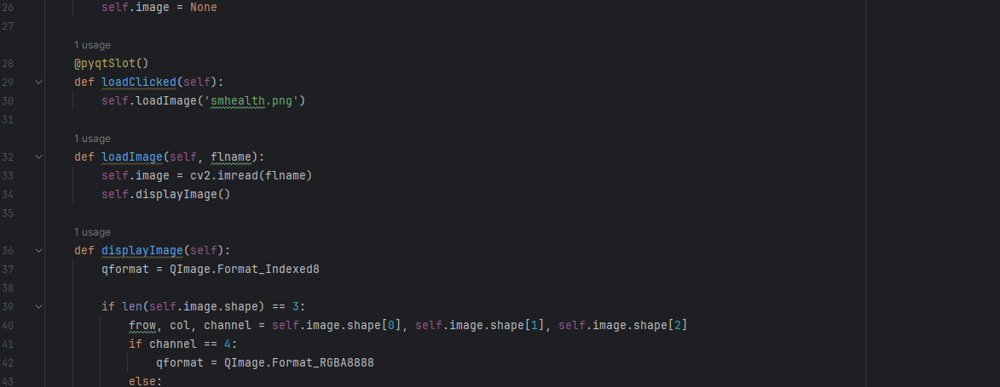 26 self.image = None
27
1 usage
28 @pyqtSlot()
29 def loadClicked(self):
30 self.loadImage('smhealth.png')
31
1 usage
32 def loadImage(self, flname):
33 self.image = cv2.imread(flname)
34 self.displayImage()
35
1 usage
36 def displayImage(self):
37 qformat = QImage.Format_Indexed8
38
39 if len(self.image.shape) == 3:
40 frow, col, channel = self.image.shape[0], self.image.shape[1], self.image.shape[2]
41 if channel == 4:
42 qformat = QImage.Format_RGBA8888
43 else: